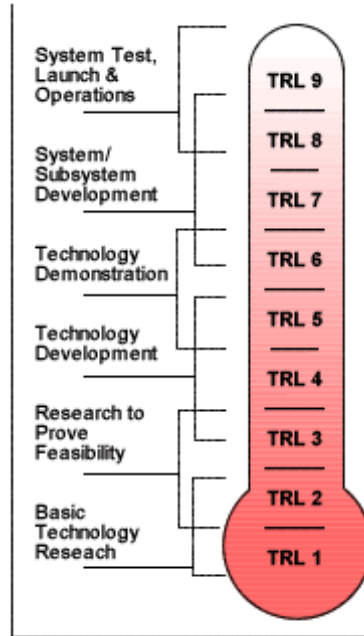 System Test,
Launch &
Operations
System/
Subsystem
Development
Technology
Demonstration
Technology
Development
Research to
Prove
Feasibility
Basic
Technology
Reseach
TRL 9
TRL 8
TRL 7
TRL 6
TRL 5
TRL 4
TRL 3
TRL 2
TRL 1